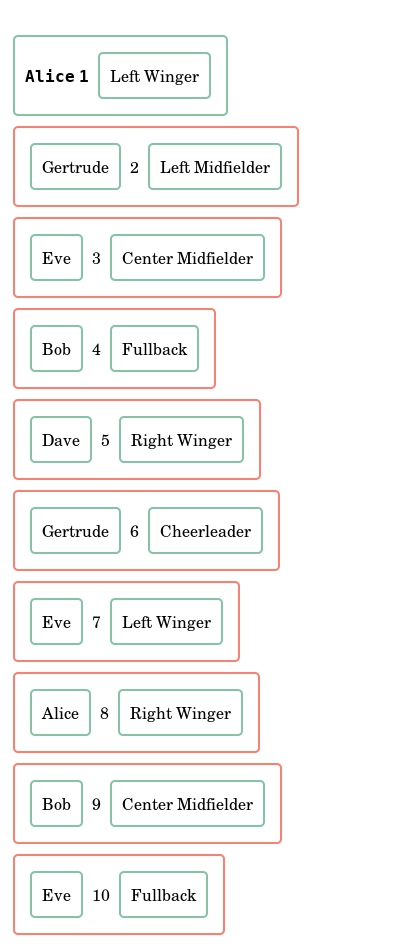 Alice 1 Left Winger
Gertrude 2 Left Midfielder
Eve 3 Center Midfielder
Bob 4 Fullback
Dave 5 Right Winger
Gertrude 6 Cheerleader
Eve 7 Left Winger
Alice 8 Right Winger
Bob 9 Center Midfielder
Eve 10 Fullback